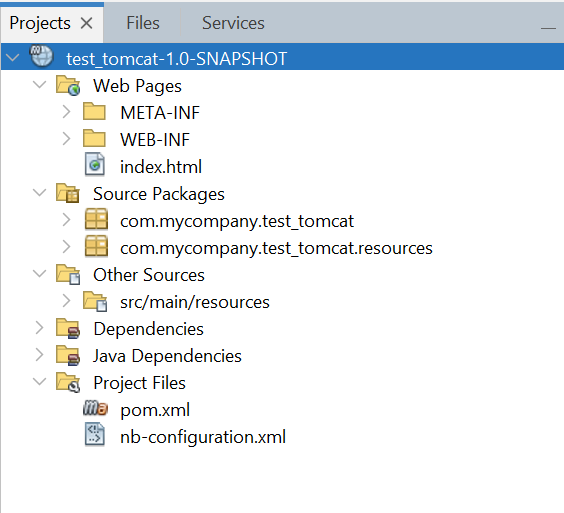 Projects Files Services
test_tomcat-1.0-SNAPSHOT
Web Pages
META-INF
WEB-INF
index.html
Source Packages
com.mycompany.test_tomcat
com.mycompany.test_tomcat.resources
Other Sources
src/main/resources
Dependencies
Java Dependencies
Project Files
pom.xml
nb-configuration.xml